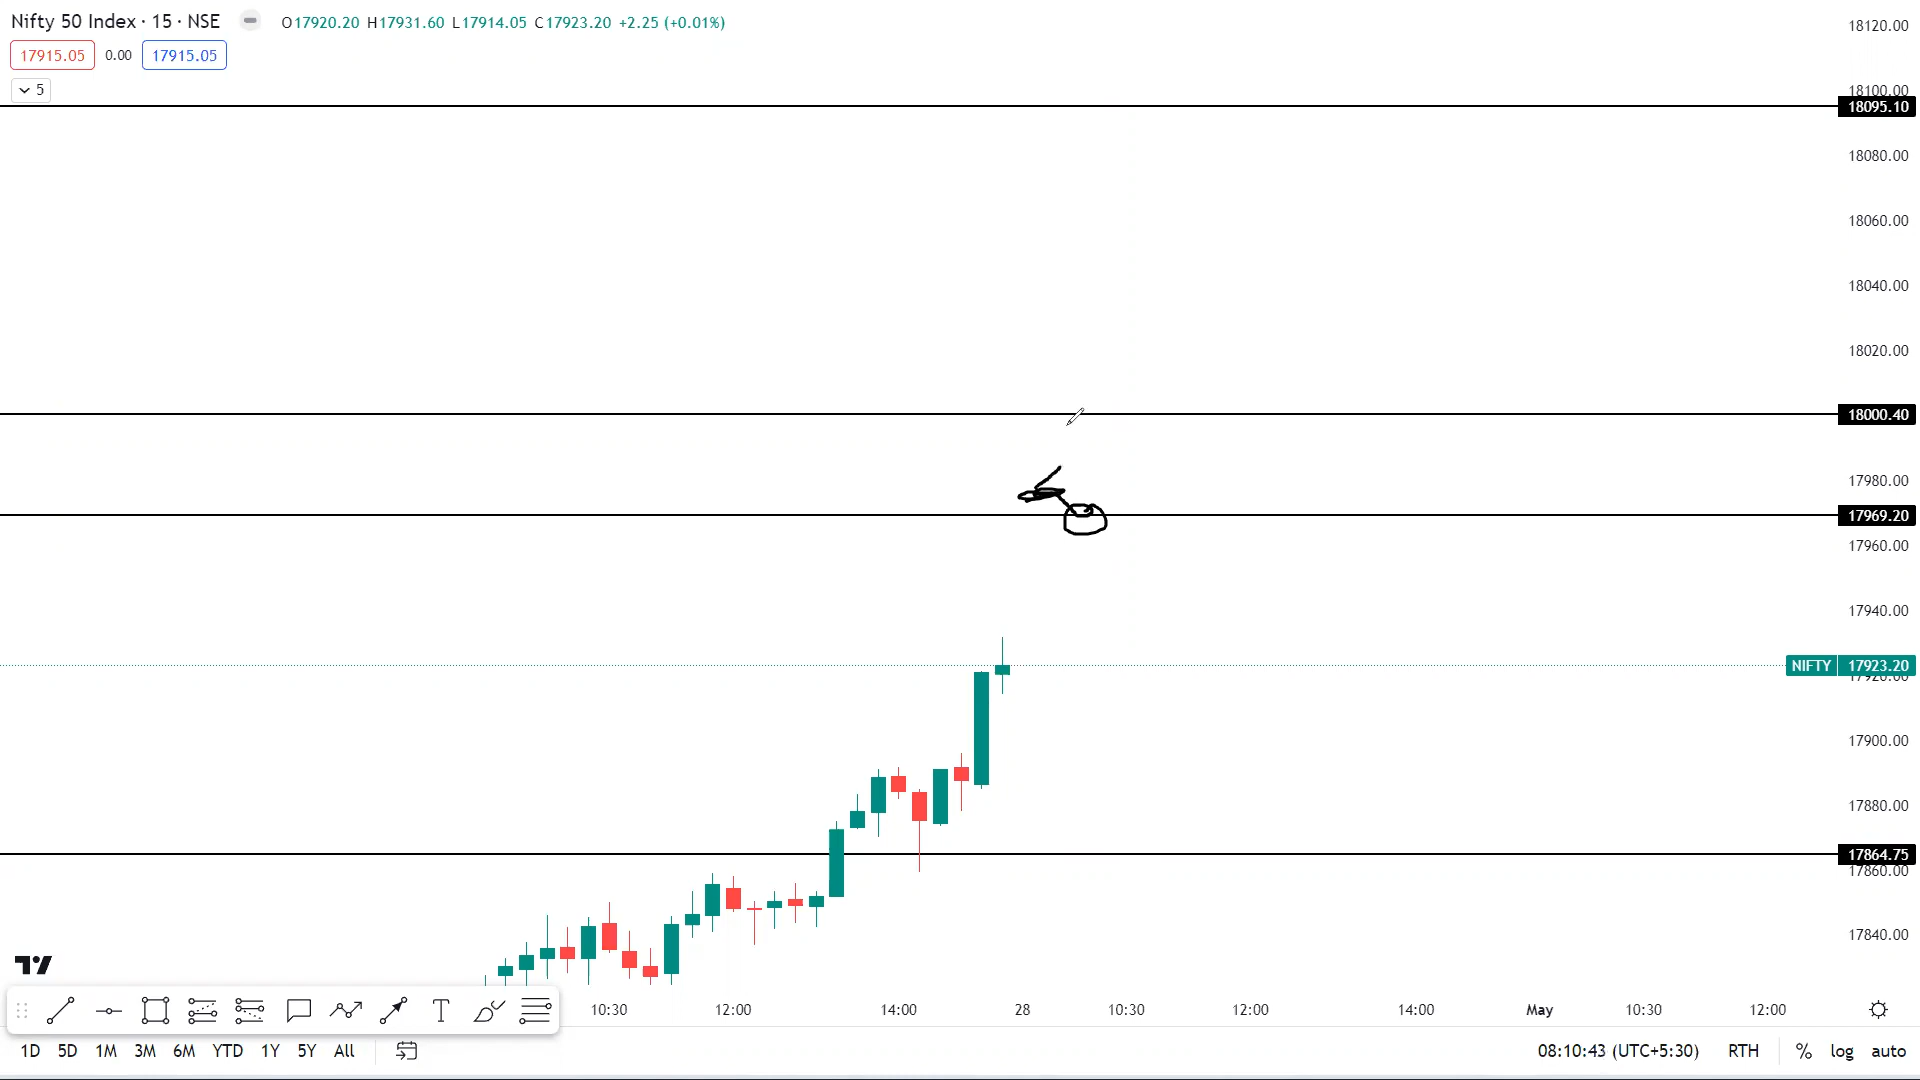 Nifty 50 Index · 15 · NSE
O17920.20 H17931.60 L17914.05 C17923.20 +2.25 (+0.01%)
17915.05 0.00 17915.05
5
18120.00
18100.00
18095.10
18080.00
18060.00
18040.00
18020.00
18000.40
17980.00
17969.20
17960.00
17940.00
NIFTY 17923.20
17920.00
17900.00
17880.00
17864.75
17860.00
17840.00
10:30 12:00 14:00 28 10:30 12:00 14:00 May 10:30 12:00
1D 5D 1M 3M 6M YTD 1Y 5Y All
08:10:43 (UTC+5:30) RTH % log auto